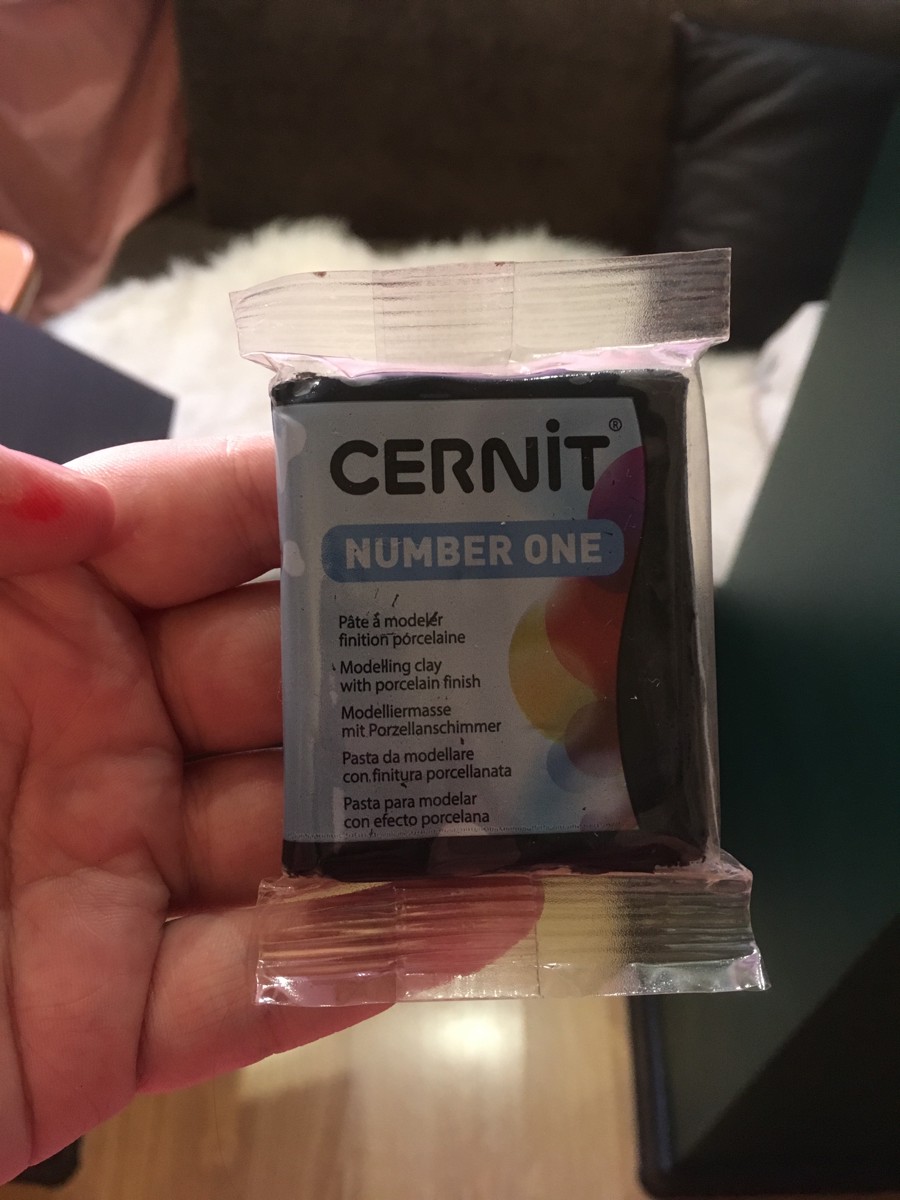 CERNiT®
NUMBER ONE
Pâte à modeler
finition porcelaine
Modelling clay
with porcelain finish
Modelliermasse
mit Porzellanschimmer
Pasta da modellare
con finitura porcellanata
Pasta para modelar
con efecto porcelana